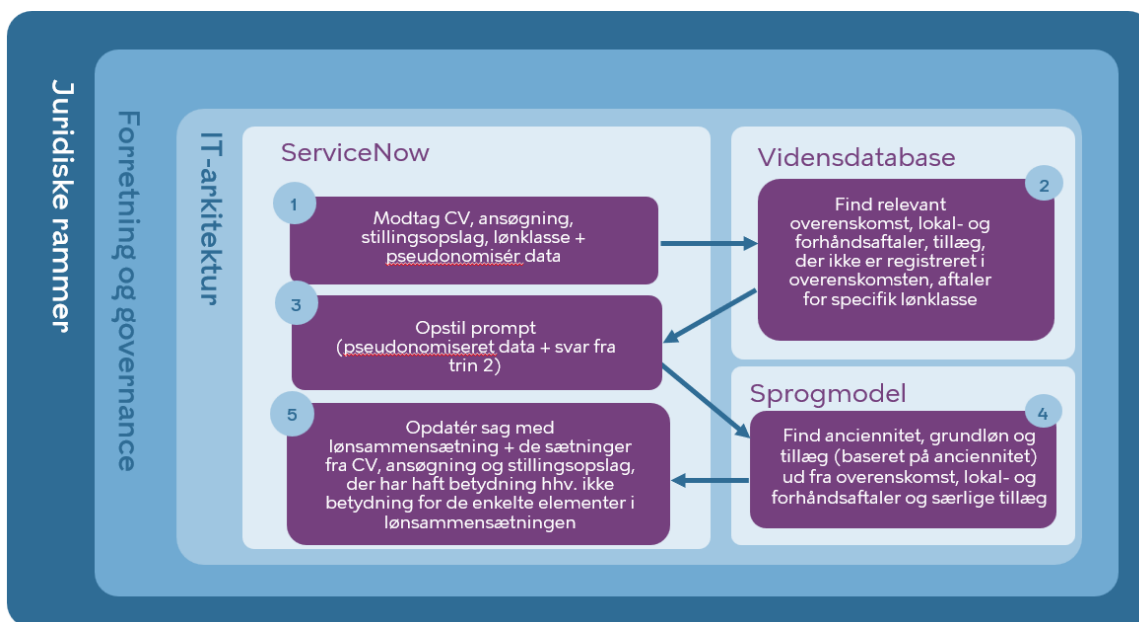 Juridiske rammer
Forretning og governance
IT-arkitektur
ServiceNow
1
Modtag CV, ansøgning,
stillingsopslag, lønklasse +
pseudonomisér data
Vidensdatabase
2
Find relevant
overenskomst, lokal- og
forhåndsaftaler, tillæg,
der ikke er registreret i
overenskomsten, aftaler
for specifik lønklasse
3
Opstil prompt
(pseudonomiseret data + svar fra
trin 2)
Sprogmodel
4
Find anciennitet, grundløn og
tillæg (baseret på anciennitet)
ud fra overenskomst, lokal- og
forhåndsaftaler og særlige tillæg
5
Opdatér sag med
lønsammensætning + de sætninger
fra CV, ansøgning og stillingsopslag,
der har haft betydning hhv. ikke
betydning for de enkelte elementer i
lønsammensætningen